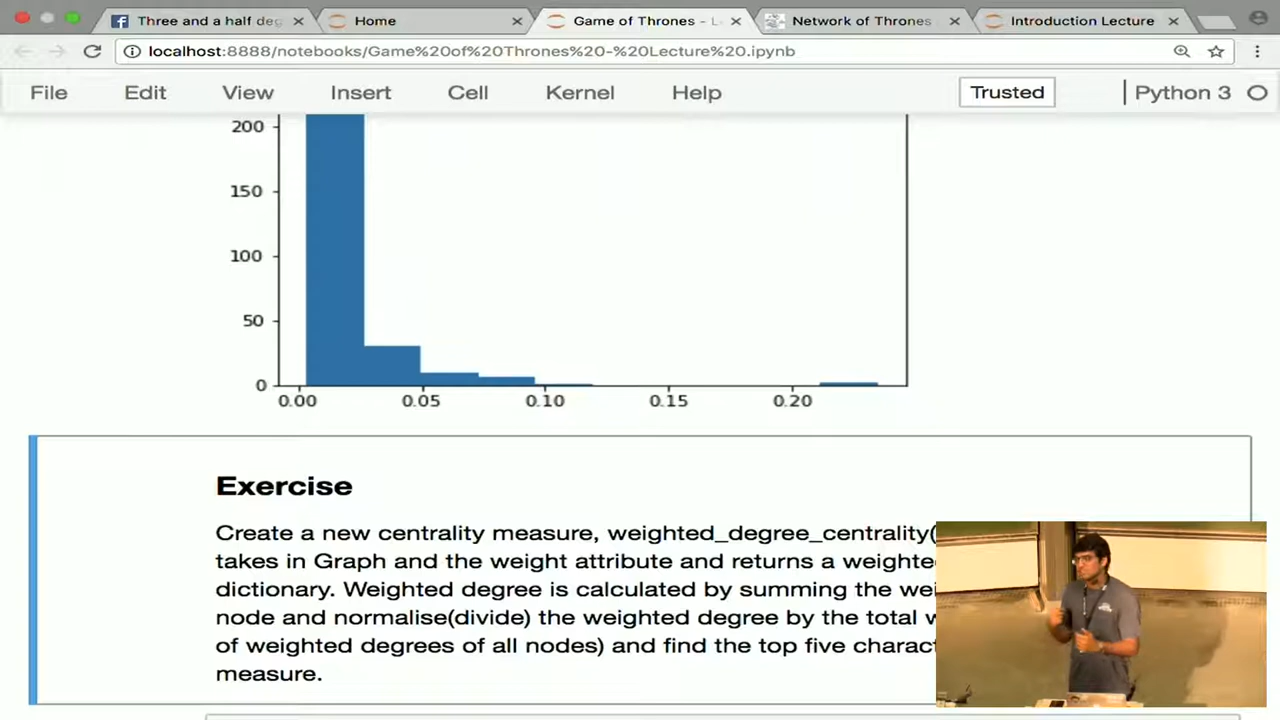 Three and a half deg
Home
Game of Thrones - L
Network of Thrones
Introduction Lecture
localhost:8888/notebooks/Game%20of%20Thrones%20-%20Lecture%20.ipynb
File Edit View Insert Cell Kernel Help Trusted Python 3
200
150
100
50
0
0.00 0.05 0.10 0.15 0.20
Exercise
Create a new centrality measure, weighted_degree_centrality(
takes in Graph and the weight attribute and returns a weighte
dictionary. Weighted degree is calculated by summing the wei
node and normalise(divide) the weighted degree by the total w
of weighted degrees of all nodes) and find the top five charact
measure.